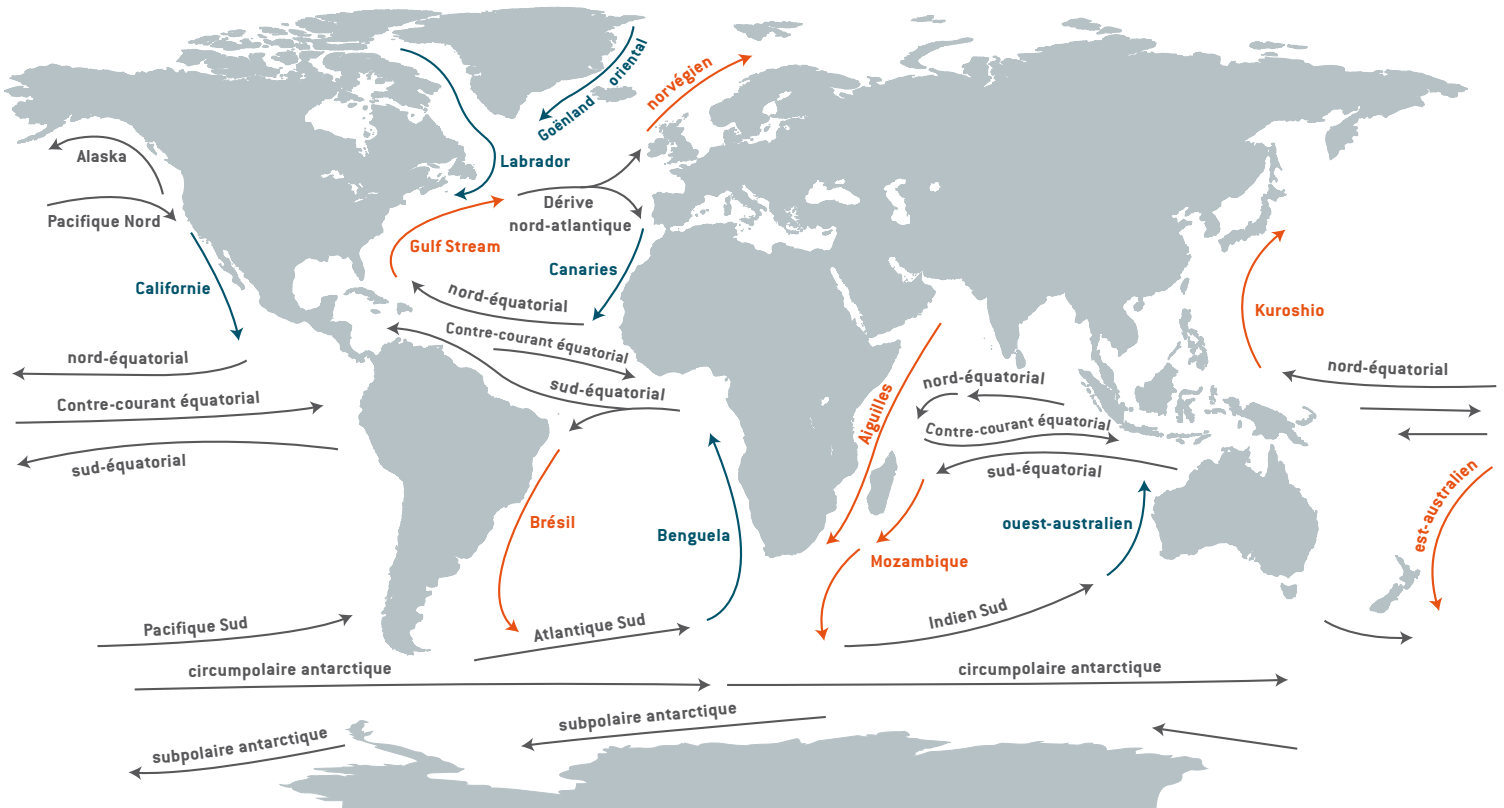 norvégien
Goënland oriental
Alaska
Labrador
Pacifique Nord
Dérive
nord-atlantique
Gulf Stream
Canaries
Californie
nord-équatorial
Kuroshio
Contre-courant équatorial
nord-équatorial
nord-équatorial
nord-équatorial
sud-équatorial
Contre-courant équatorial
Aiguilles
Contre-courant équatorial
sud-équatorial
sud-équatorial
est-australien
Brésil
Benguela
ouest-australien
Mozambique
Pacifique Sud
Atlantique Sud
Indien Sud
circumpolaire antarctique
circumpolaire antarctique
subpolaire antarctique
subpolaire antarctique